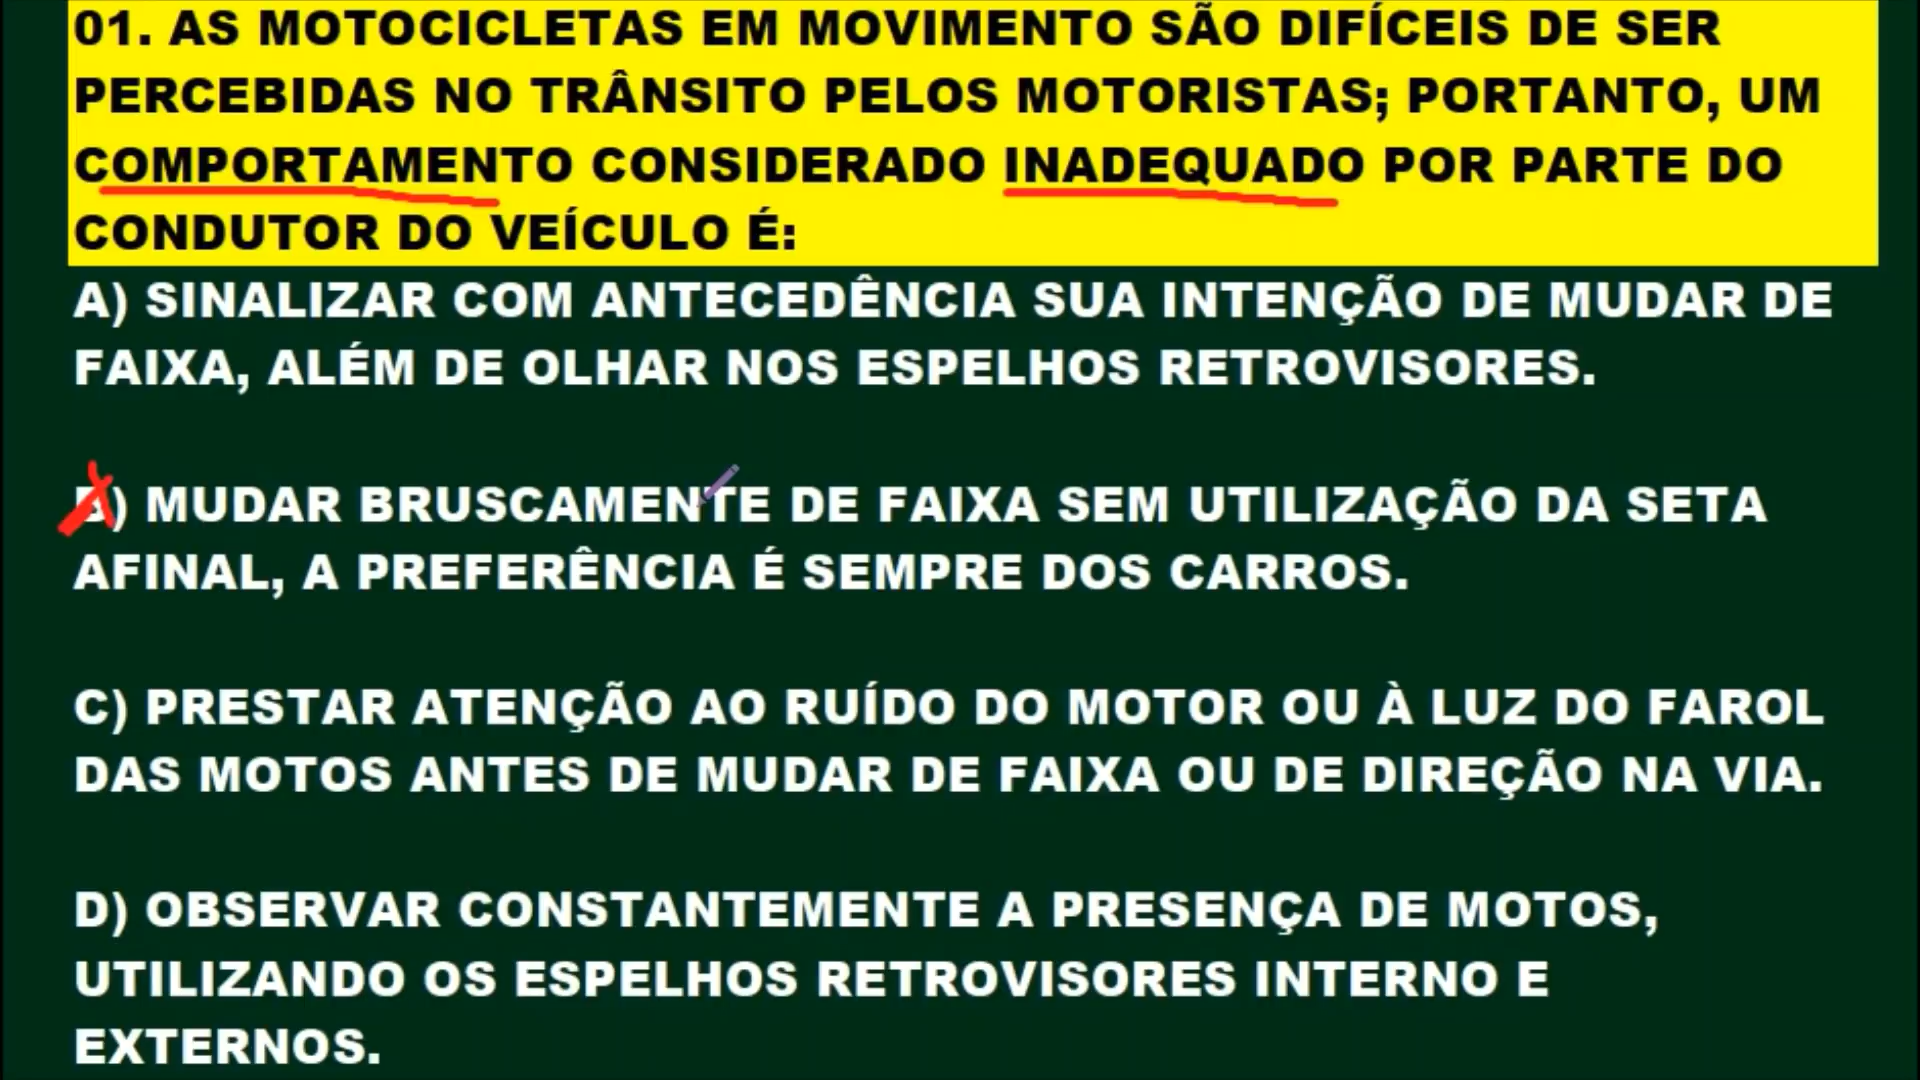 01. AS MOTOCICLETAS EM MOVIMENTO SÃO DIFÍCEIS DE SER
PERCEBIDAS NO TRÂNSITO PELOS MOTORISTAS; PORTANTO, UM
COMPORTAMENTO CONSIDERADO INADEQUADO POR PARTE DO
CONDUTOR DO VEÍCULO É:
A) SINALIZAR COM ANTECEDÊNCIA SUA INTENÇÃO DE MUDAR DE
FAIXA, ALÉM DE OLHAR NOS ESPELHOS RETROVISORES.
B) MUDAR BRUSCAMENTE DE FAIXA SEM UTILIZAÇÃO DA SETA
AFINAL, A PREFERÊNCIA É SEMPRE DOS CARROS.
C) PRESTAR ATENÇÃO AO RUÍDO DO MOTOR OU À LUZ DO FAROL
DAS MOTOS ANTES DE MUDAR DE FAIXA OU DE DIREÇÃO NA VIA.
D) OBSERVAR CONSTANTEMENTE A PRESENÇA DE MOTOS,
UTILIZANDO OS ESPELHOS RETROVISORES INTERNO E
EXTERNOS.